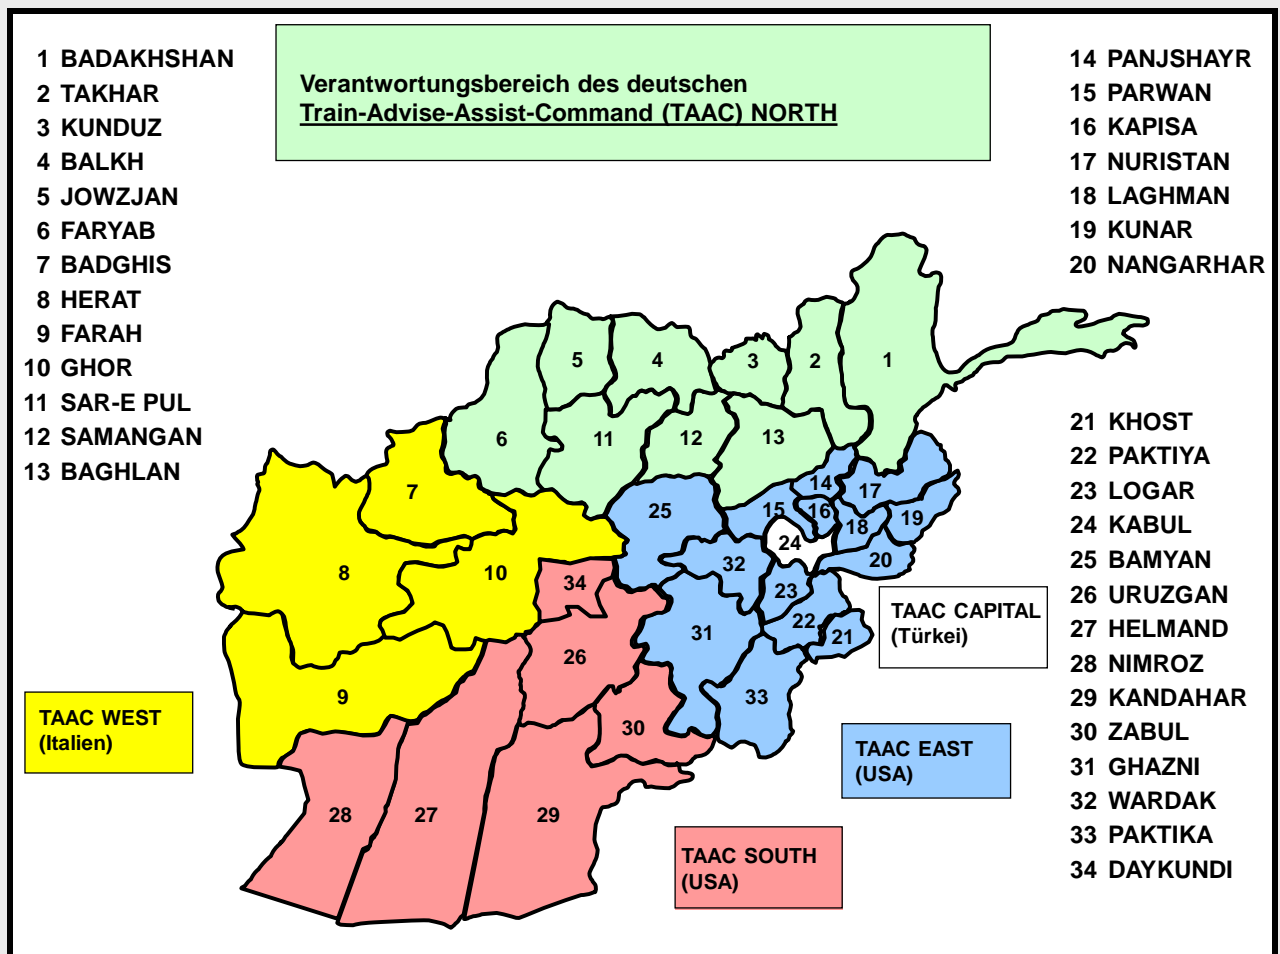 1 BADAKHSHAN
2 TAKHAR
3 KUNDUZ
4 BALKH
5 JOWZJAN
6 FARYAB
7 BADGHIS
8 HERAT
9 FARAH
10 GHOR
11 SAR-E PUL
12 SAMANGAN
13 BAGHLAN
Verantwortungsbereich des deutschen
Train-Advise-Assist-Command (TAAC) NORTH
14 PANJSHAYR
15 PARWAN
16 KAPISA
17 NURISTAN
18 LAGHMAN
19 KUNAR
20 NANGARHAR
21 KHOST
22 PAKTIYA
23 LOGAR
24 KABUL
25 BAMYAN
26 URUZGAN
27 HELMAND
28 NIMROZ
29 KANDAHAR
30 ZABUL
31 GHAZNI
32 WARDAK
33 PAKTIKA
34 DAYKUNDI
5
4
3
2
1
6
11
12
13
7
14
17
25
15
16
18
19
24
20
8
10
34
32
23
22
21
31
26
9
33
30
28
27
29
TAAC CAPITAL
(Türkei)
TAAC WEST
(Italien)
TAAC EAST
(USA)
TAAC SOUTH
(USA)